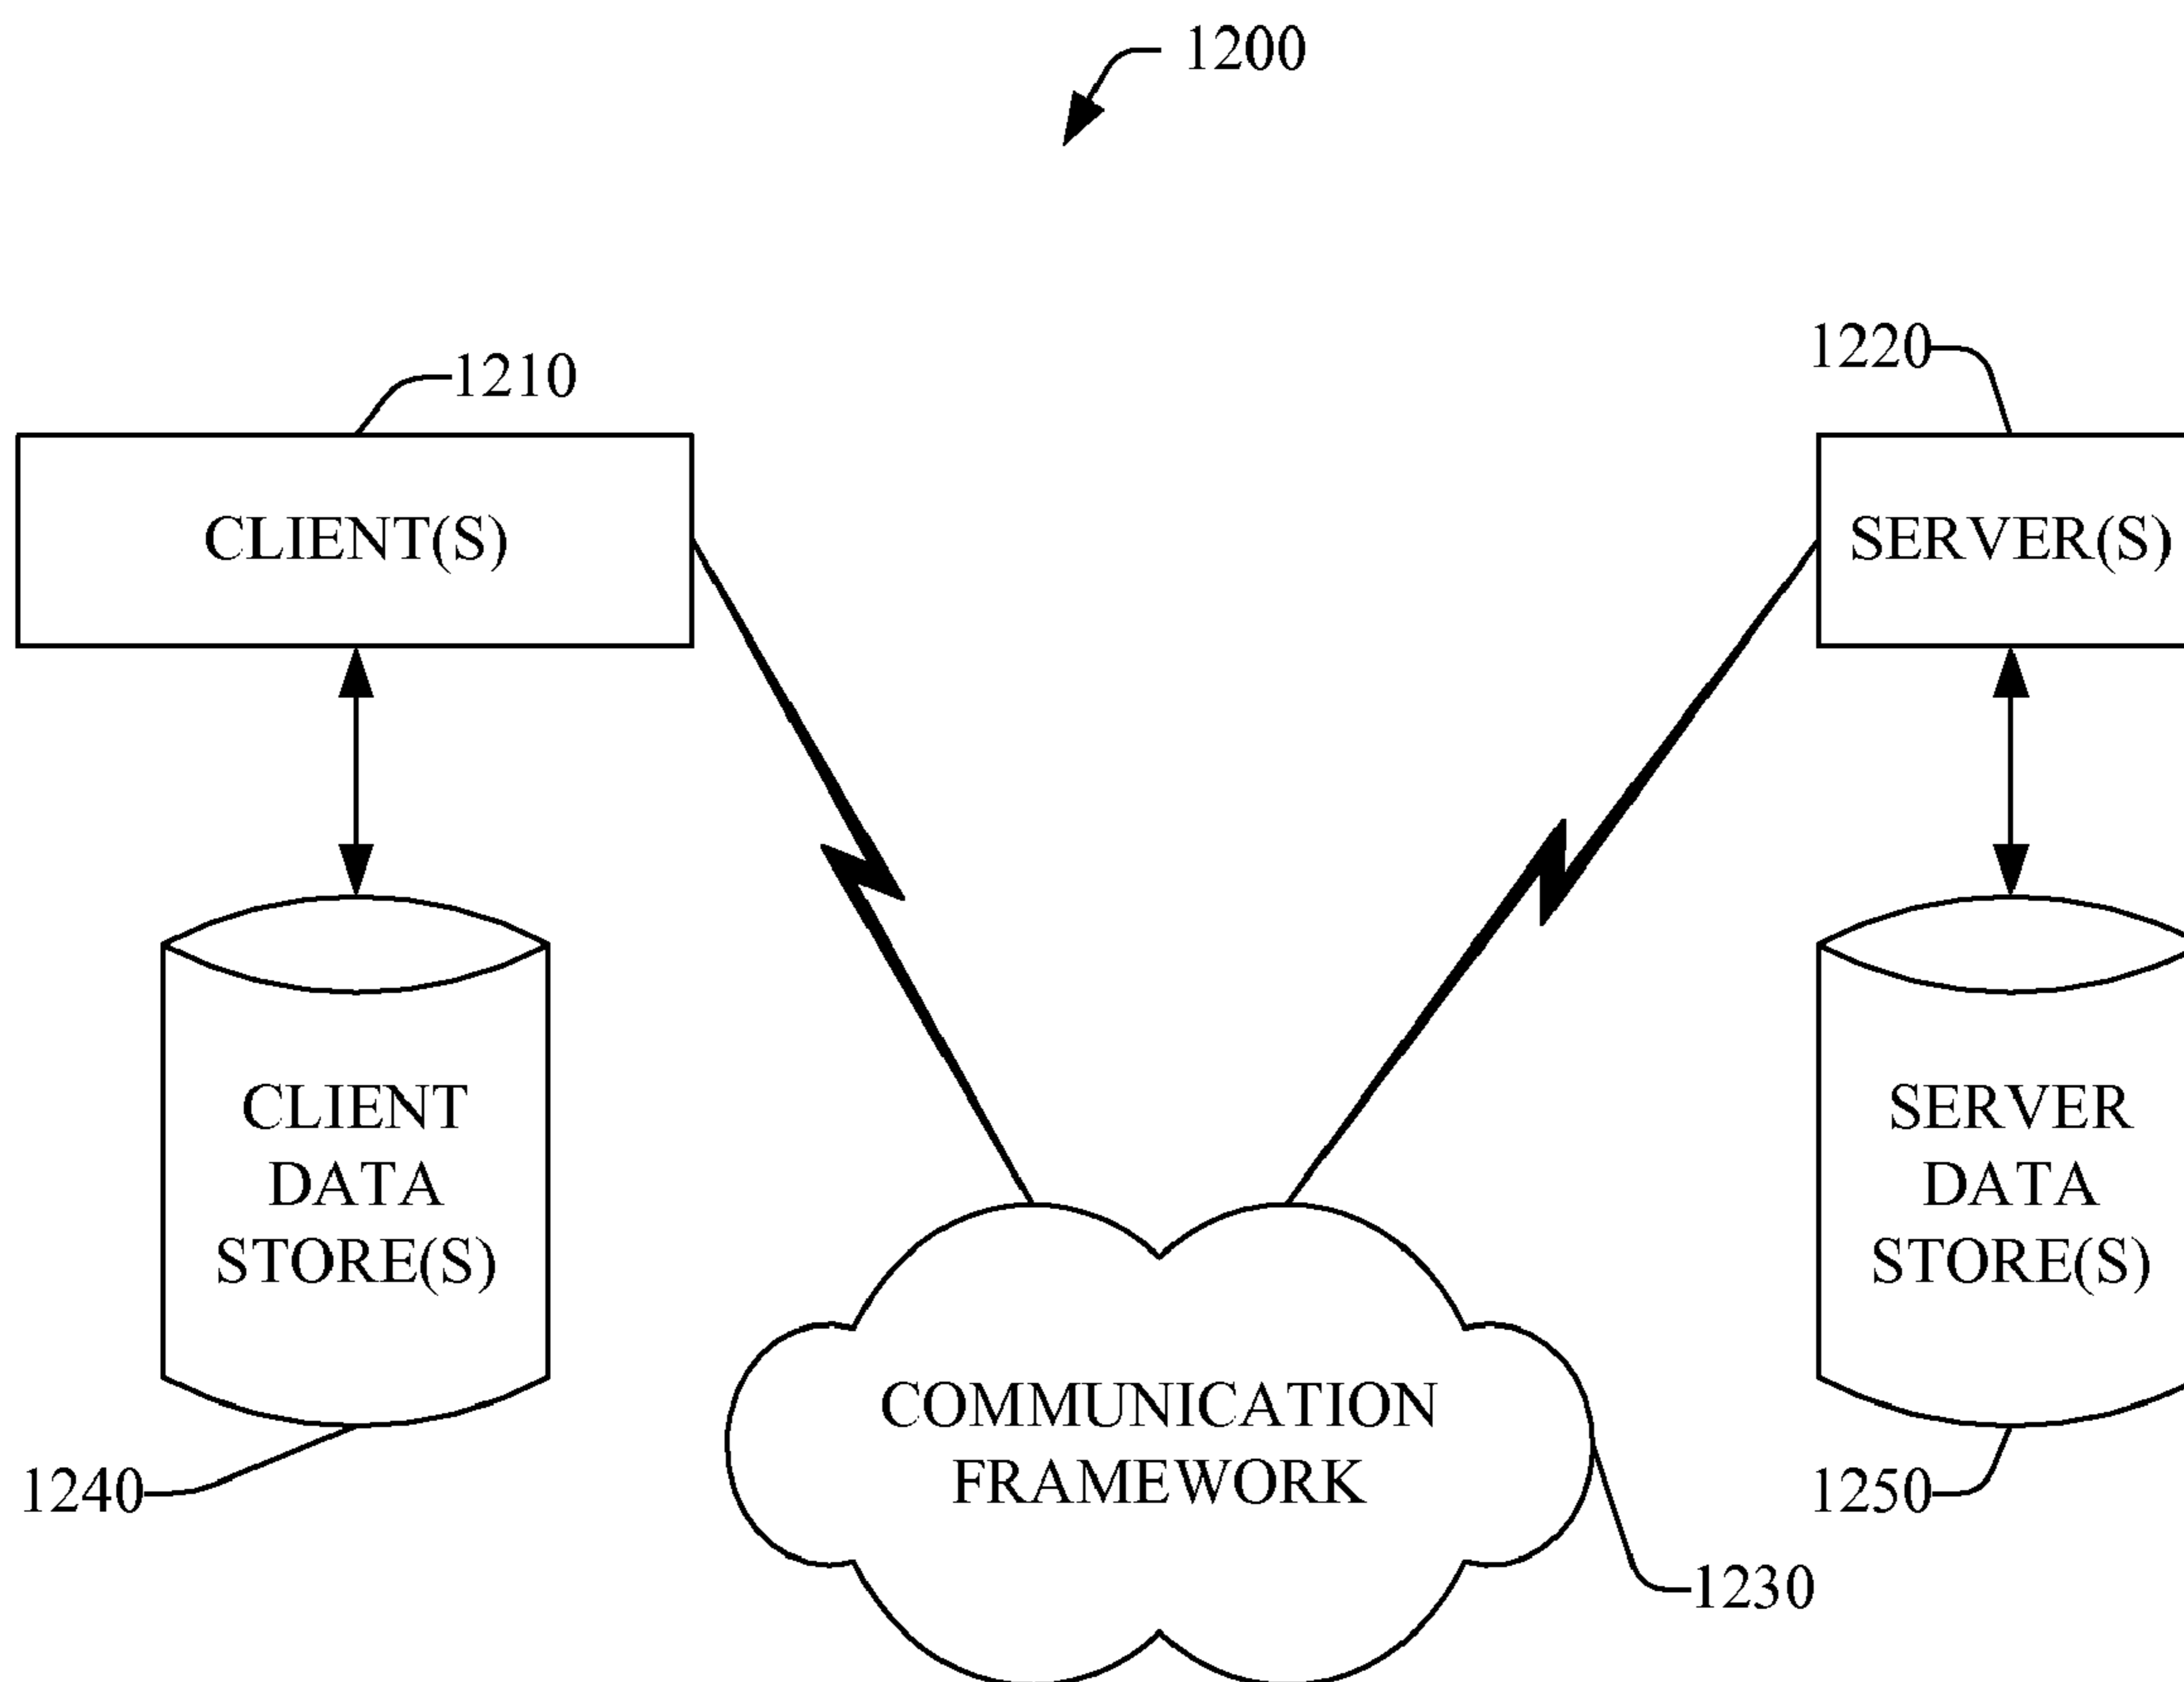 1200
1210
1220
CLIENT(S)
SERVER(S)
CLIENT
DATA
STORE(S)
SERVER
DATA
STORE(S)
COMMUNICATION
FRAMEWORK
1240
1250
1230